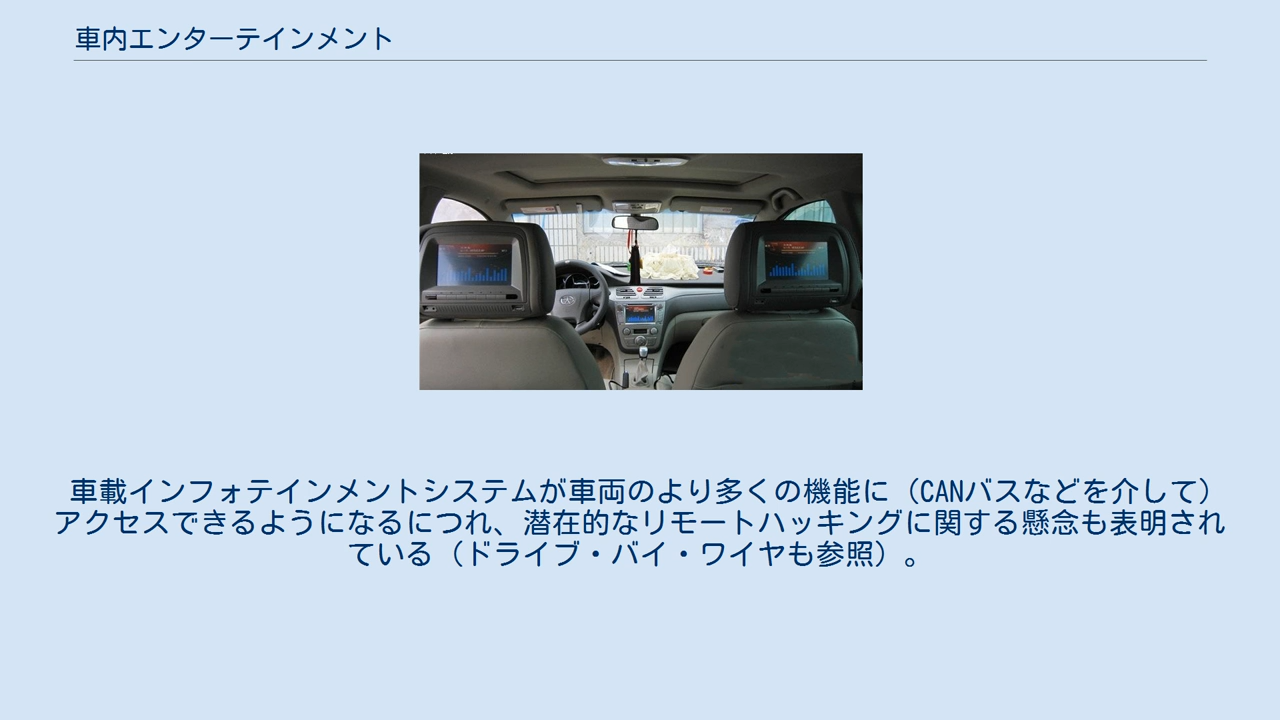 車内エンターテインメント
車載インフォテインメントシステムが車両のより多くの機能に（CANバスなどを介して）
アクセスできるようになるにつれ、潜在的なリモートハッキングに関する懸念も表明され
ている（ドライブ・バイ・ワイヤも参照）。